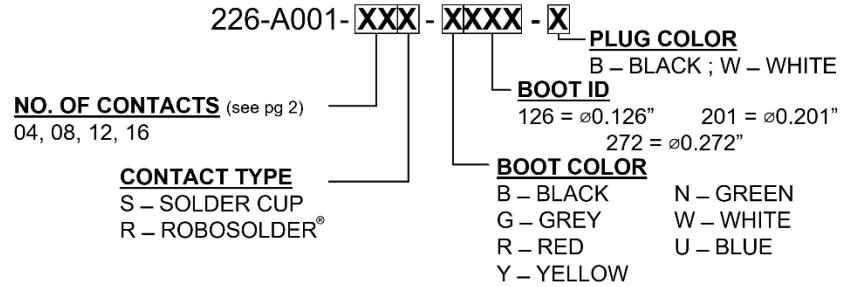 226-A001- XXX - XXXX - X
PLUG COLOR
B – BLACK ; W – WHITE
BOOT ID
126 = ⌀0.126” 201 = ⌀0.201”
272 = ⌀0.272”
NO. OF CONTACTS (see pg 2)
04, 08, 12, 16
CONTACT TYPE
S – SOLDER CUP
R – ROBOSOLDER®
BOOT COLOR
B – BLACK N – GREEN
G – GREY W – WHITE
R – RED U – BLUE
Y – YELLOW